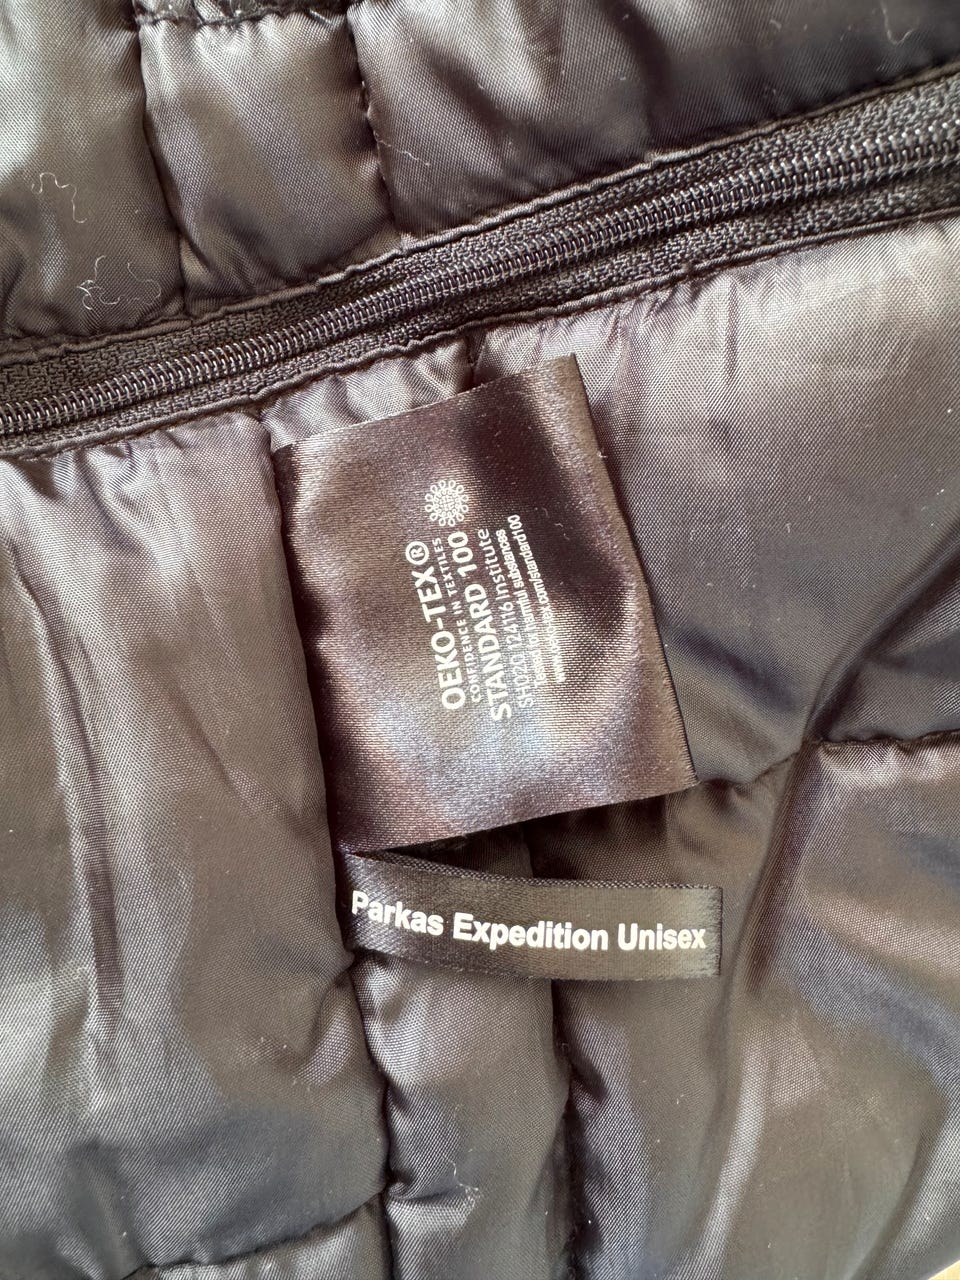 OEKO-TEX®
CONFIDENCE IN TEXTILES
STANDARD 100
SH020 124116 Institute
Tested for harmful substances
www.oeko-tex.com/standard100
Parkas Expedition Unisex